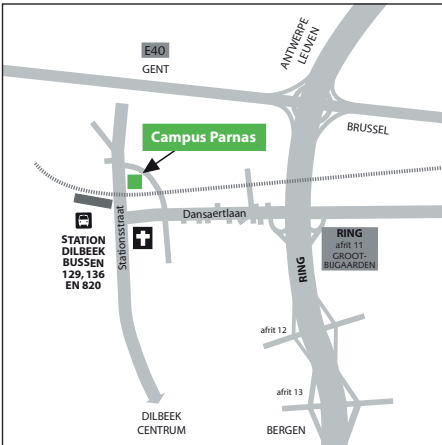 E40
GENT
ANTWERPE
LEUVEN
BRUSSEL
Campus Parnas
Dansaertlaan
Stationsstraat
STATION
DILBEEK
BUSSEN
129, 136
EN 820
RING
RING
afrit 11
GROOT-
BIJGAARDEN
afrit 12
afrit 13
DILBEEK
CENTRUM
BERGEN